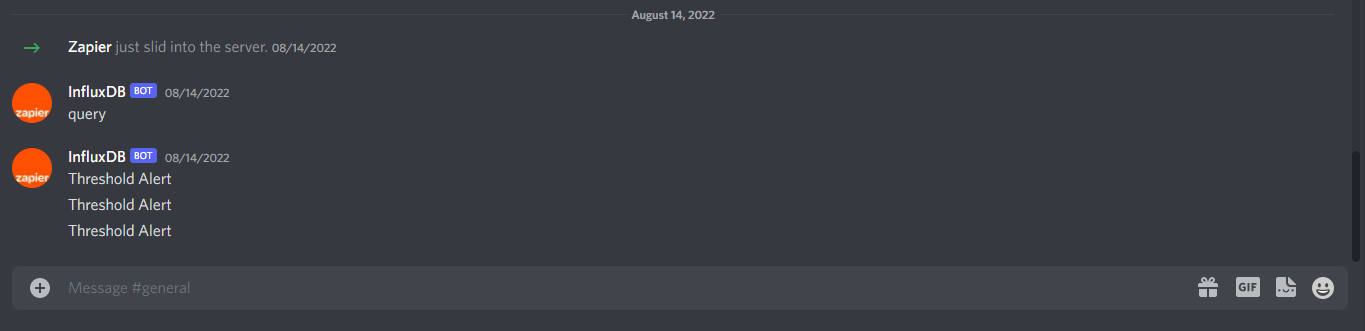 August 14, 2022
Zapier just slid into the server. 08/14/2022
InfluxDB BOT 08/14/2022
zapier
query
InfluxDB BOT 08/14/2022
zapier
Threshold Alert
Threshold Alert
Threshold Alert
Message #general
GIF